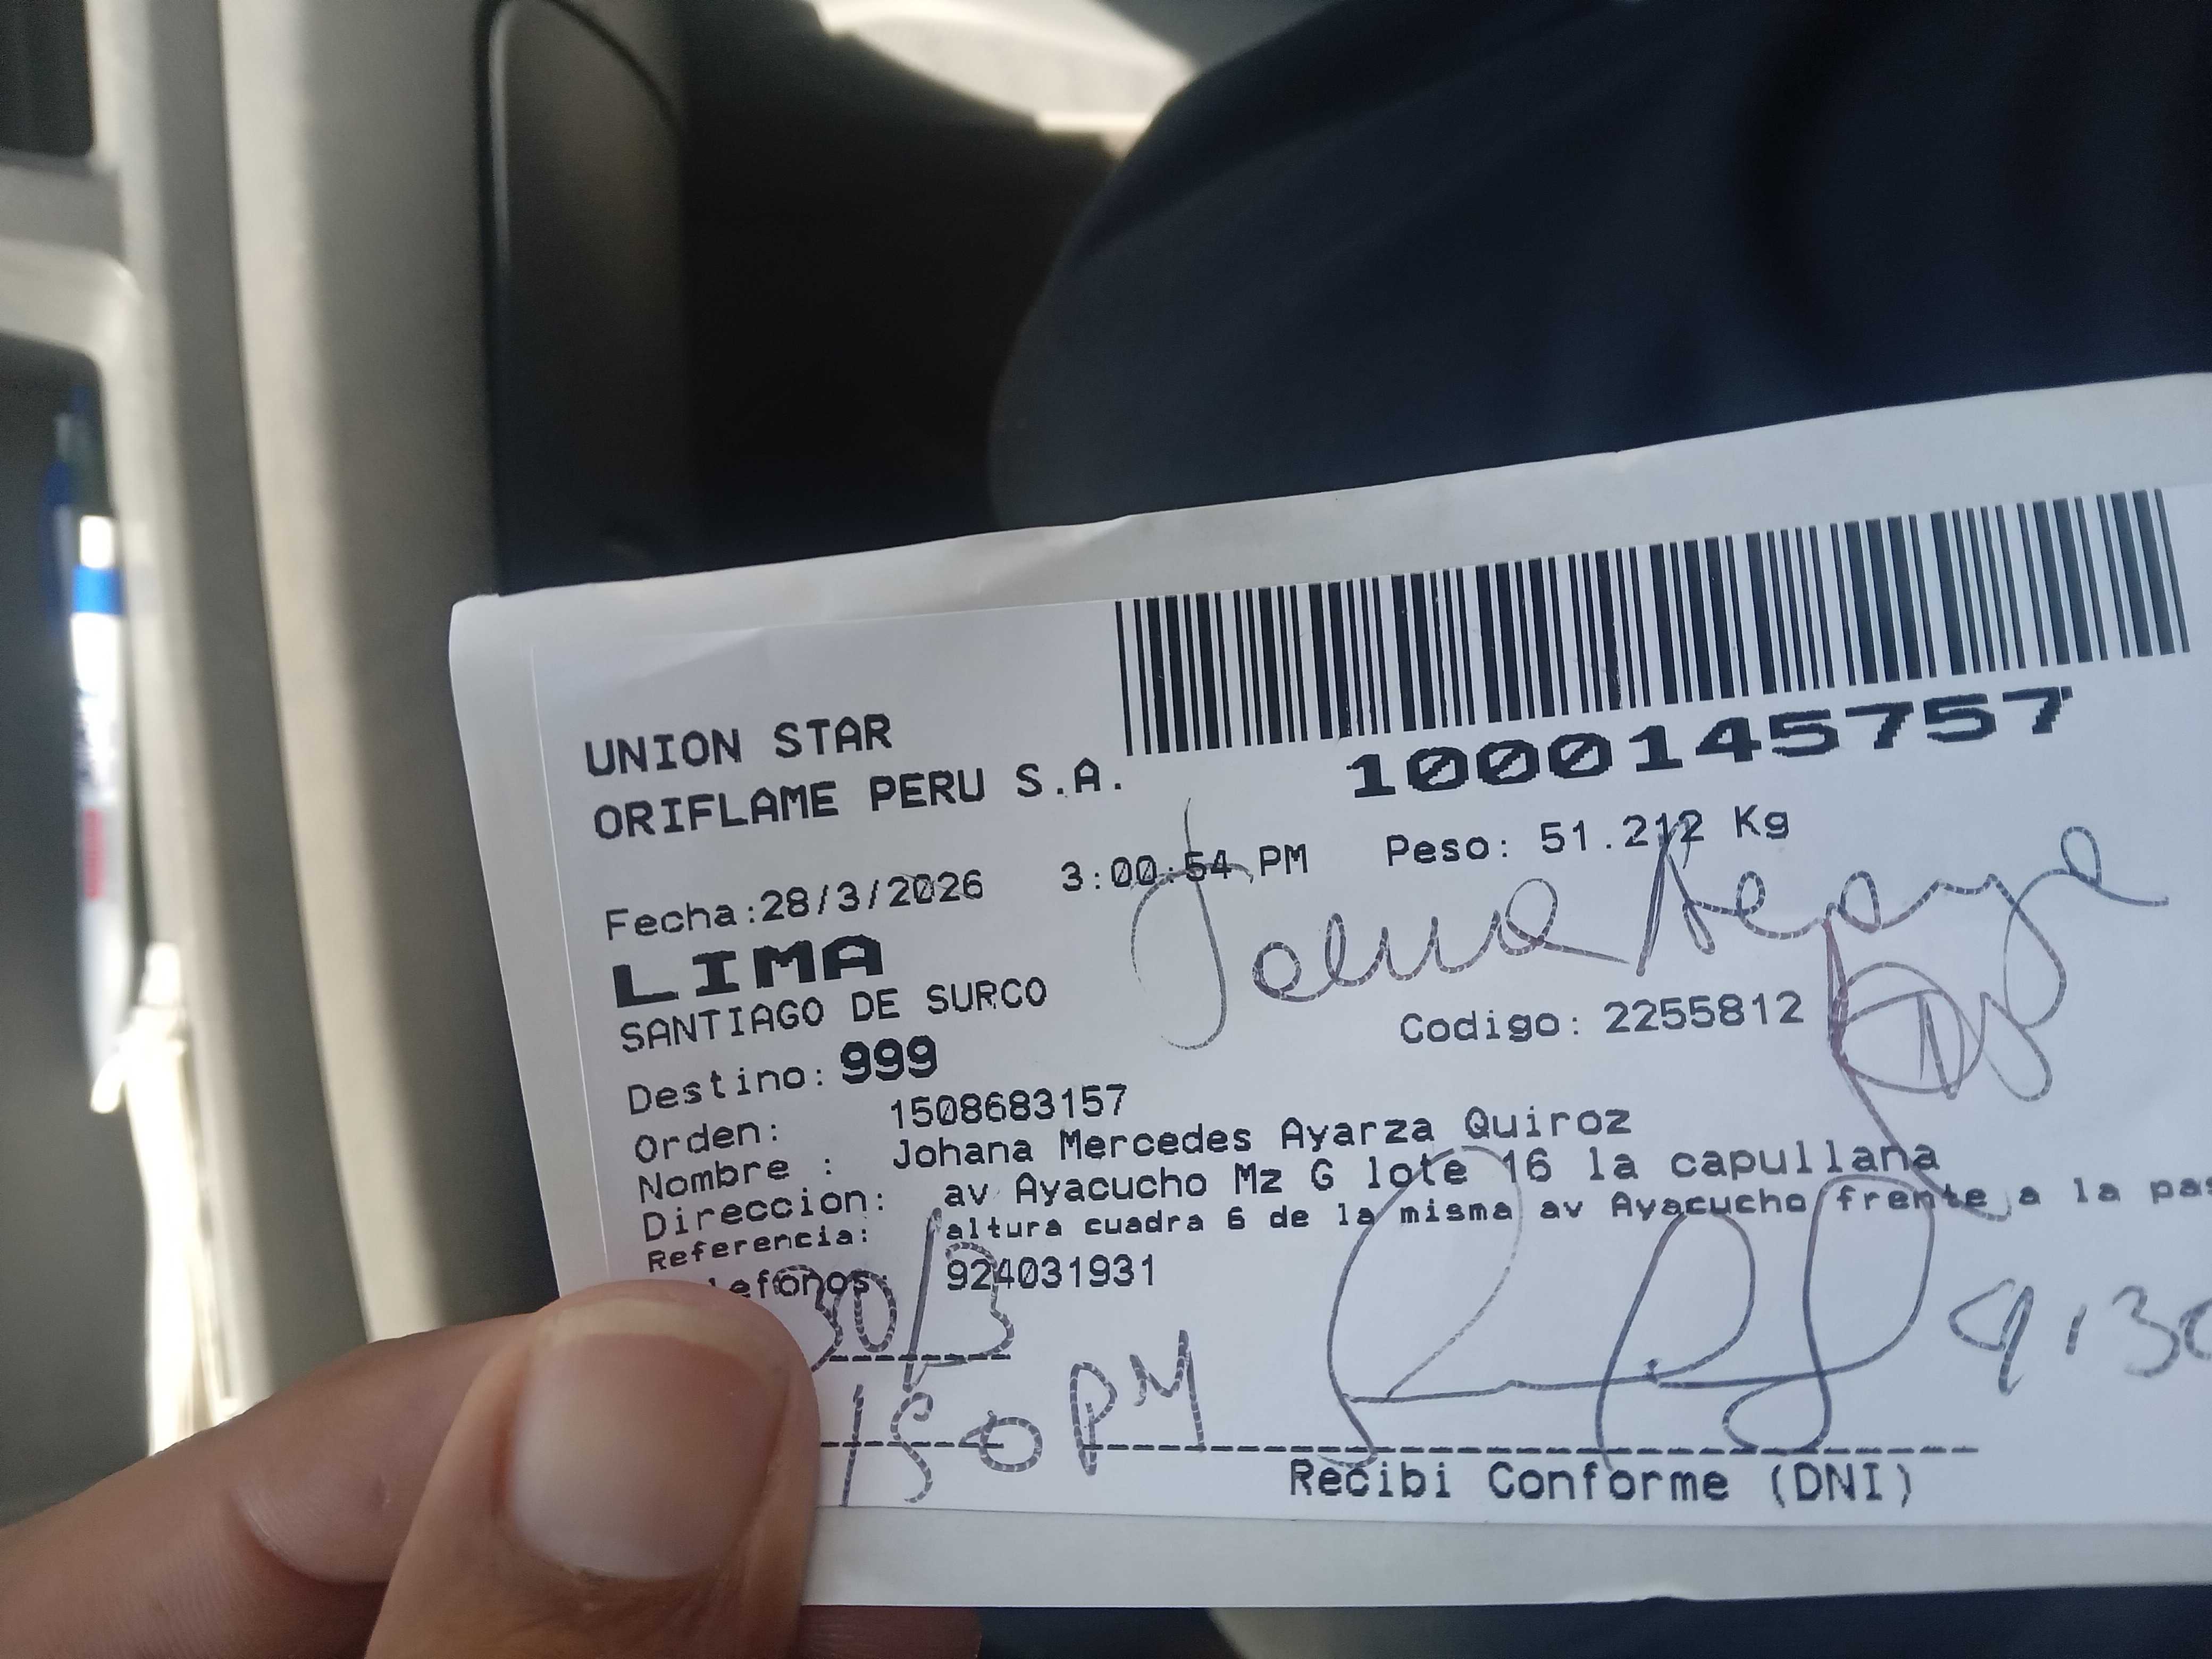 UNION STAR
ORIFLAME PERU S.A.
1000145757
Fecha:28/3/2026 3:00:54 PM Peso: 51.212 Kg
LIMA
SANTIAGO DE SURCO
Destino: 999 Codigo: 2255812
Orden: 1508683157
Nombre : Johana Mercedes Ayarza Quiroz
Direccion: av Ayacucho Mz G lote 16 la capullana
Referencia: altura cuadra 6 de la misma av Ayacucho frente a la pas
lefonos: 924031931
30/3
PM
Recibi Conforme (DNI)